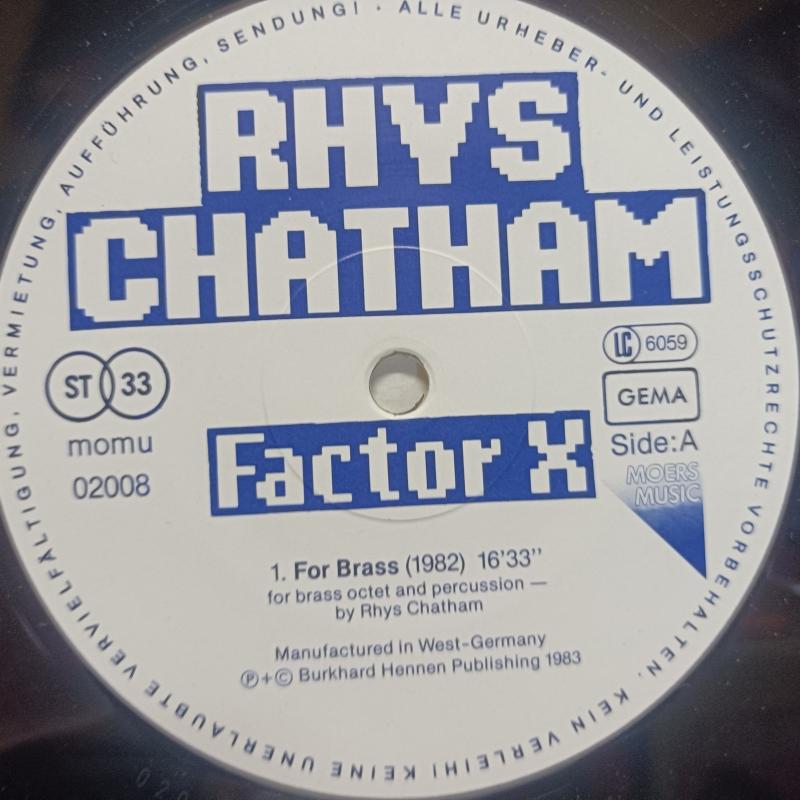 ALLE URHEBER- UND LEISTUNGSSCHUTZRECHTE VORBEHALTEN. KEIN VERLEIH! KEINE UNERLAUBTE VERVIELFÄLTIGUNG, VERMIETUNG, AUFFÜHRUNG, SENDUNG! ·
RHYS
CHATHAM
ST 33
LC 6059
GEMA
momu
02008
Side:A
MOERS
MUSIC
Factor X
1. For Brass (1982) 16'33''
for brass octet and percussion —
by Rhys Chatham
Manufactured in West-Germany
Ⓟ+© Burkhard Hennen Publishing 1983